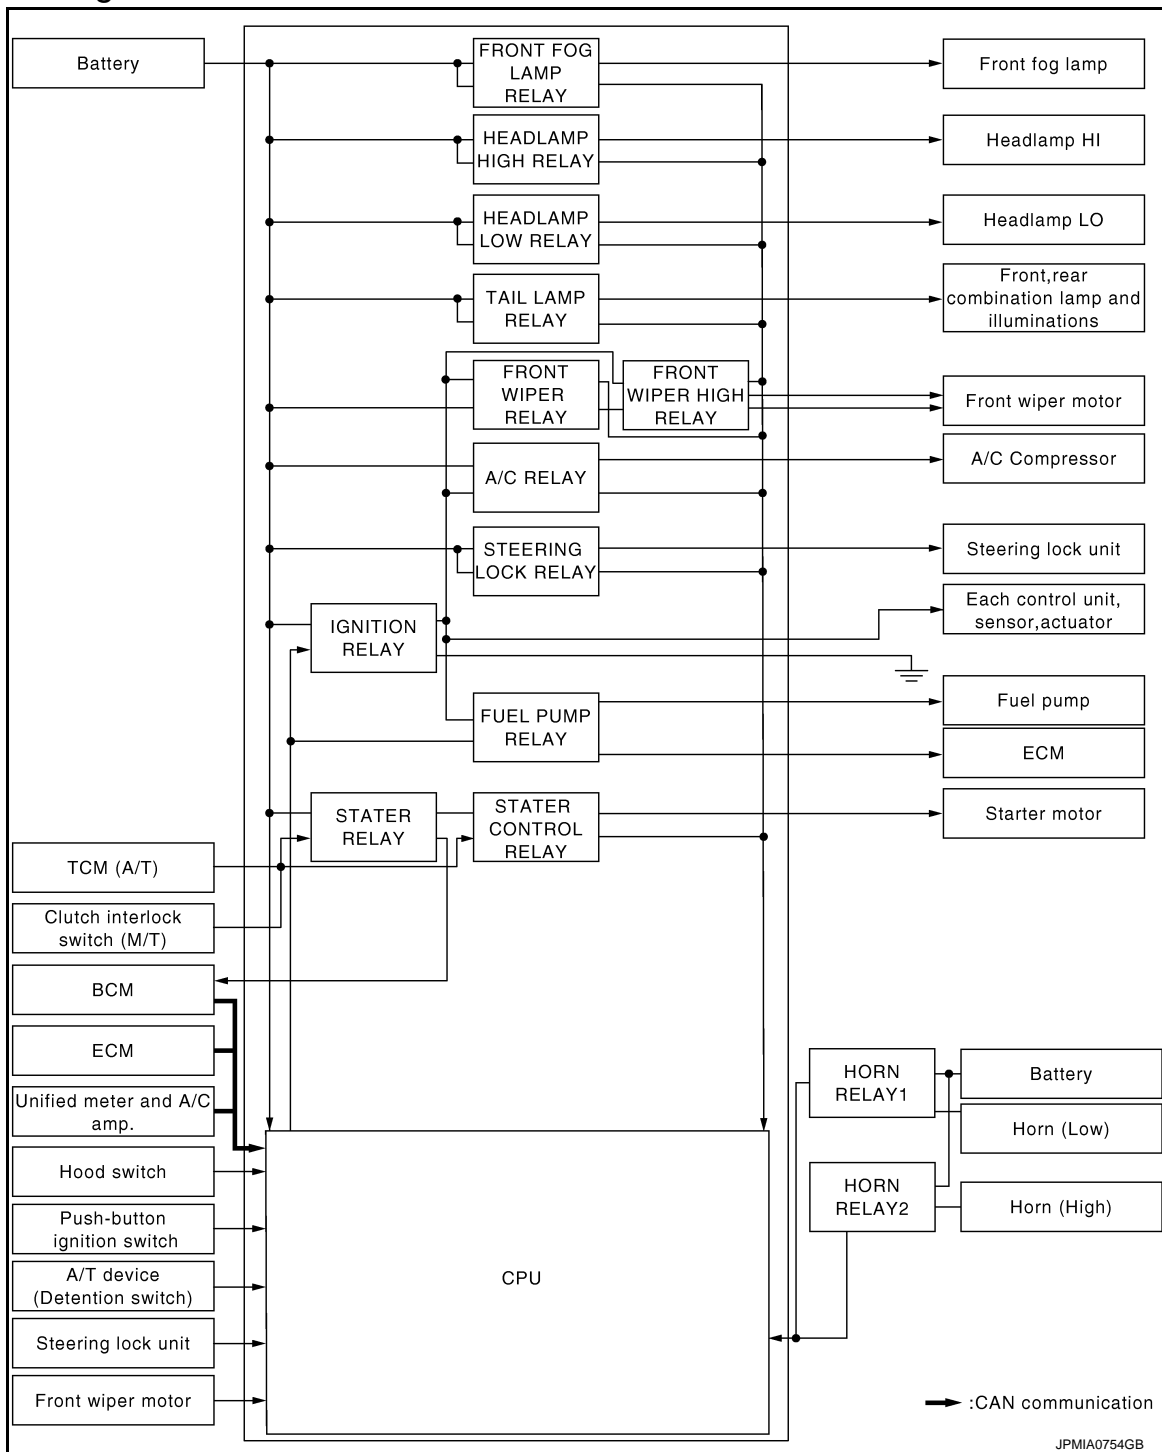 Battery
FRONT FOG
LAMP
RELAY
Front fog lamp
HEADLAMP
HIGH RELAY
Headlamp HI
HEADLAMP
LOW RELAY
Headlamp LO
TAIL LAMP
RELAY
Front,rear
combination lamp and
illuminations
FRONT
WIPER
RELAY
FRONT
WIPER HIGH
RELAY
Front wiper motor
A/C RELAY
A/C Compressor
STEERING
LOCK RELAY
Steering lock unit
IGNITION
RELAY
Each control unit,
sensor,actuator
FUEL PUMP
RELAY
Fuel pump
ECM
STATER
RELAY
STATER
CONTROL
RELAY
Starter motor
TCM (A/T)
Clutch interlock
switch (M/T)
BCM
ECM
Unified meter and A/C
amp.
Hood switch
Push-button
ignition switch
A/T device
(Detention switch)
Steering lock unit
Front wiper motor
CPU
HORN
RELAY1
Battery
Horn (Low)
HORN
RELAY2
Horn (High)
:CAN communication
JPMIA0754GB